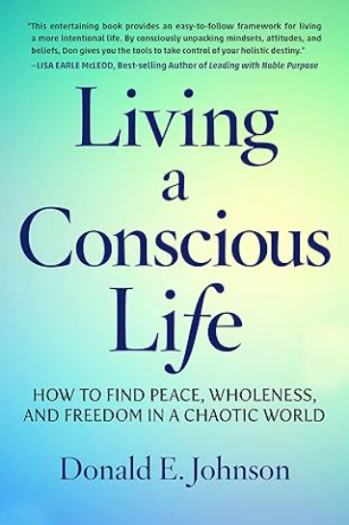 "This entertaining book provides an easy-to-follow framework for living
a more intentional life. By consciously unpacking mindsets, attitudes, and
beliefs, Don gives you the tools to take control of your holistic destiny."
—LISA EARLE McLEOD, Best-selling Author of Leading with Noble Purpose
Living
a
Conscious
Life
HOW TO FIND PEACE, WHOLENESS,
AND FREEDOM IN A CHAOTIC WORLD
Donald E. Johnson